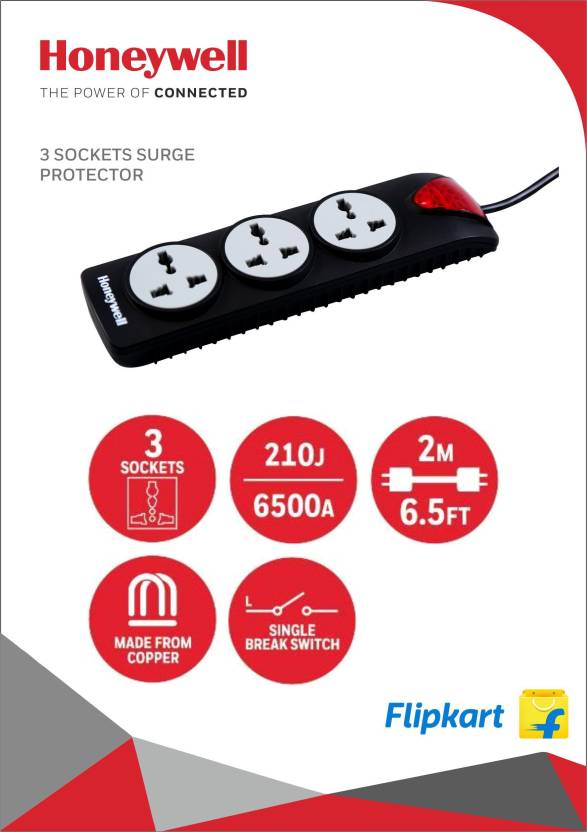 Honeywell
THE POWER OF CONNECTED
3 SOCKETS SURGE
PROTECTOR
Honeywell
3
SOCKETS
210J
6500A
2M
6.5FT
MADE FROM
COPPER
L
SINGLE
BREAK SWITCH
Flipkart
f